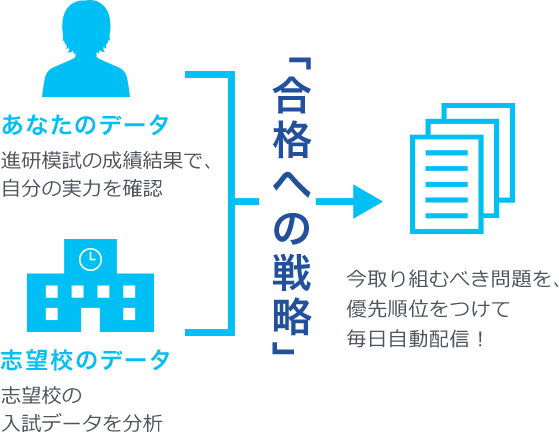 あなたのデータ
進研模試の成績結果で、
自分の実力を確認
志望校のデータ
志望校の
入試データを分析
「合格への戦略」
今取り組むべき問題を、
優先順位をつけて
毎日自動配信！